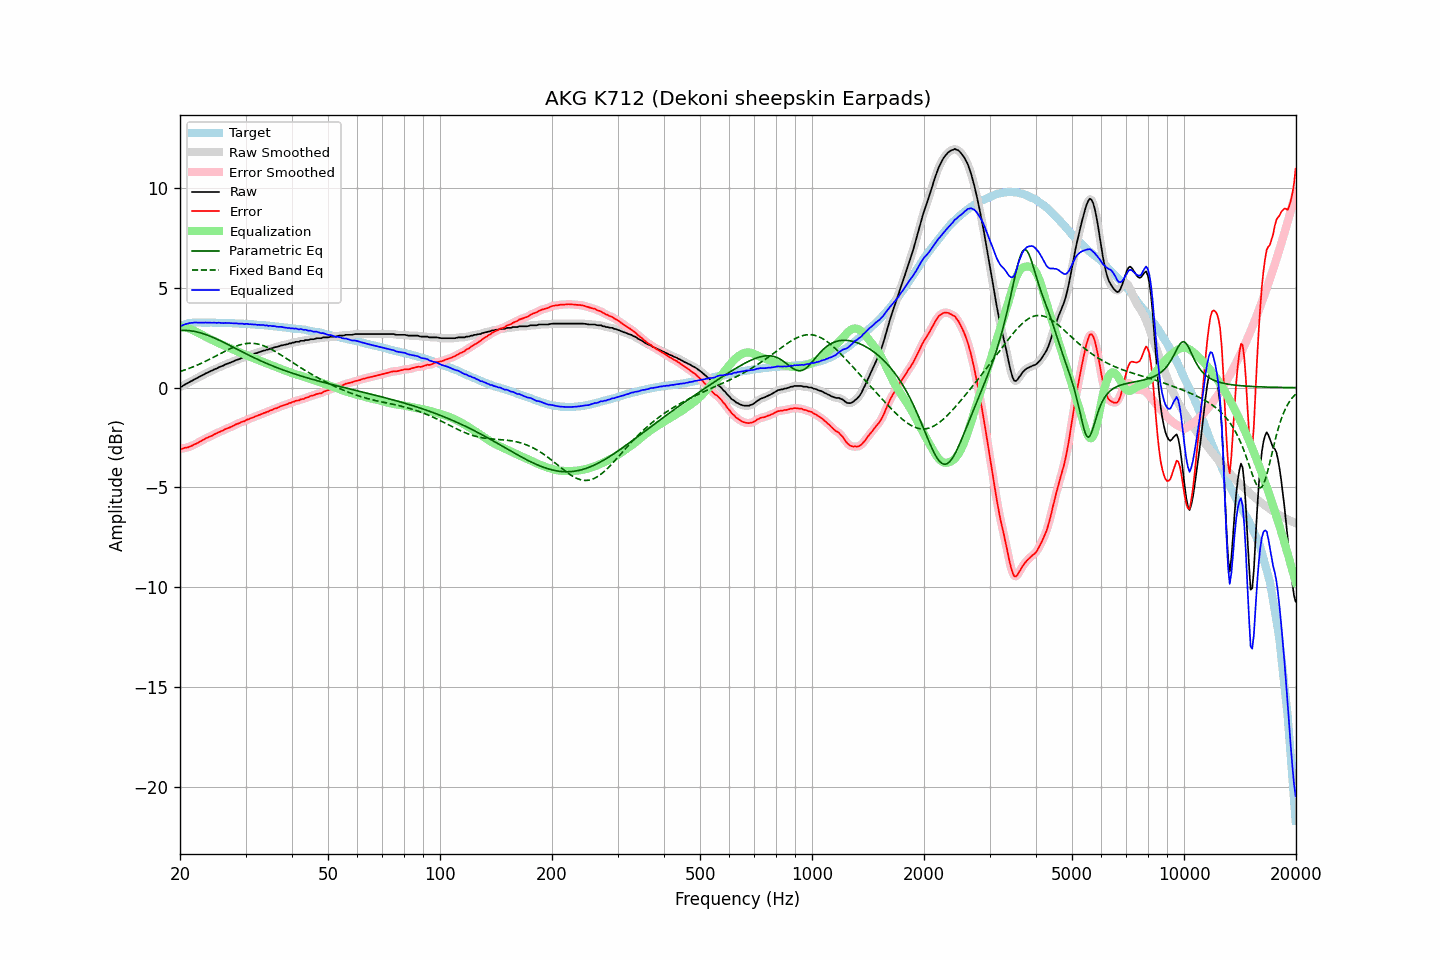 AKG K712 (Dekoni sheepskin Earpads)
Target
Raw Smoothed
Error Smoothed
Raw
Error
Equalization
Parametric Eq
Fixed Band Eq
Equalized
10
5
0
−5
−10
−15
−20
Amplitude (dBr)
20
50
100
200
500
1000
2000
5000
10000
20000
Frequency (Hz)